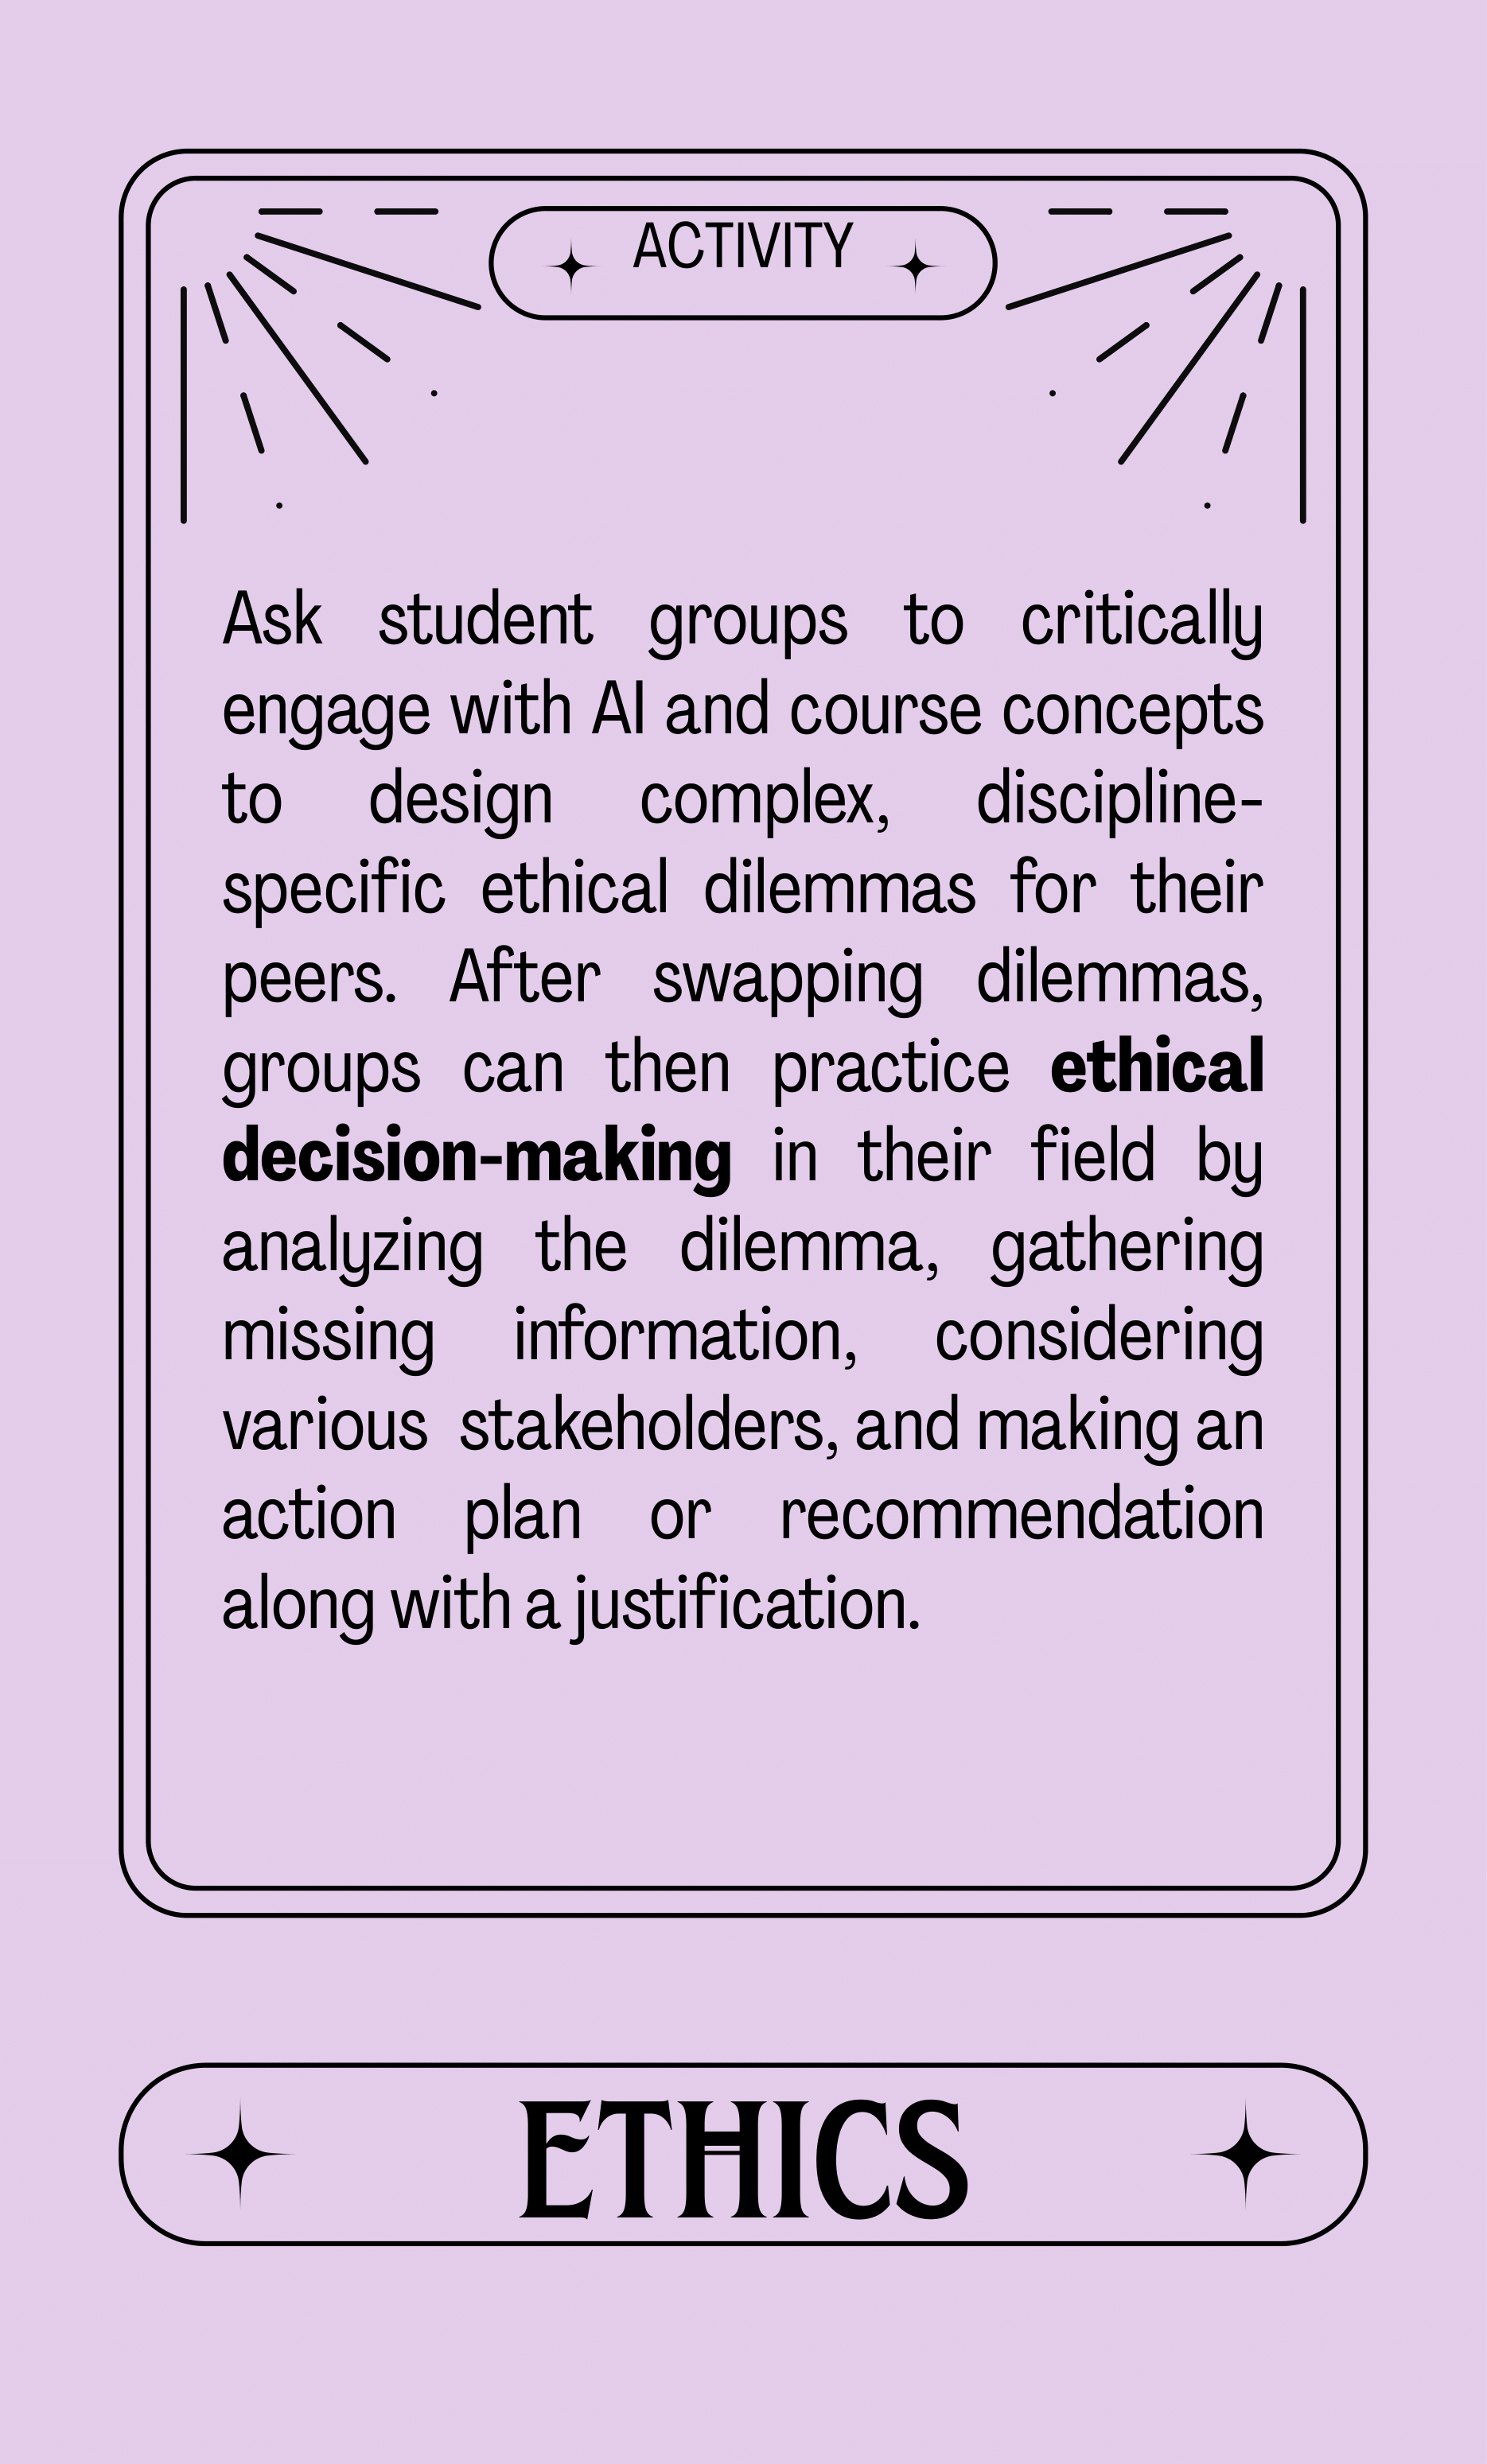 ACTIVITY
Ask student groups to critically
engage with AI and course concepts
to design complex, discipline-
specific ethical dilemmas for their
peers. After swapping dilemmas,
groups can then practice ethical
decision-making in their field by
analyzing the dilemma, gathering
missing information, considering
various stakeholders, and making an
action plan or recommendation
along with a justification.
ETHICS